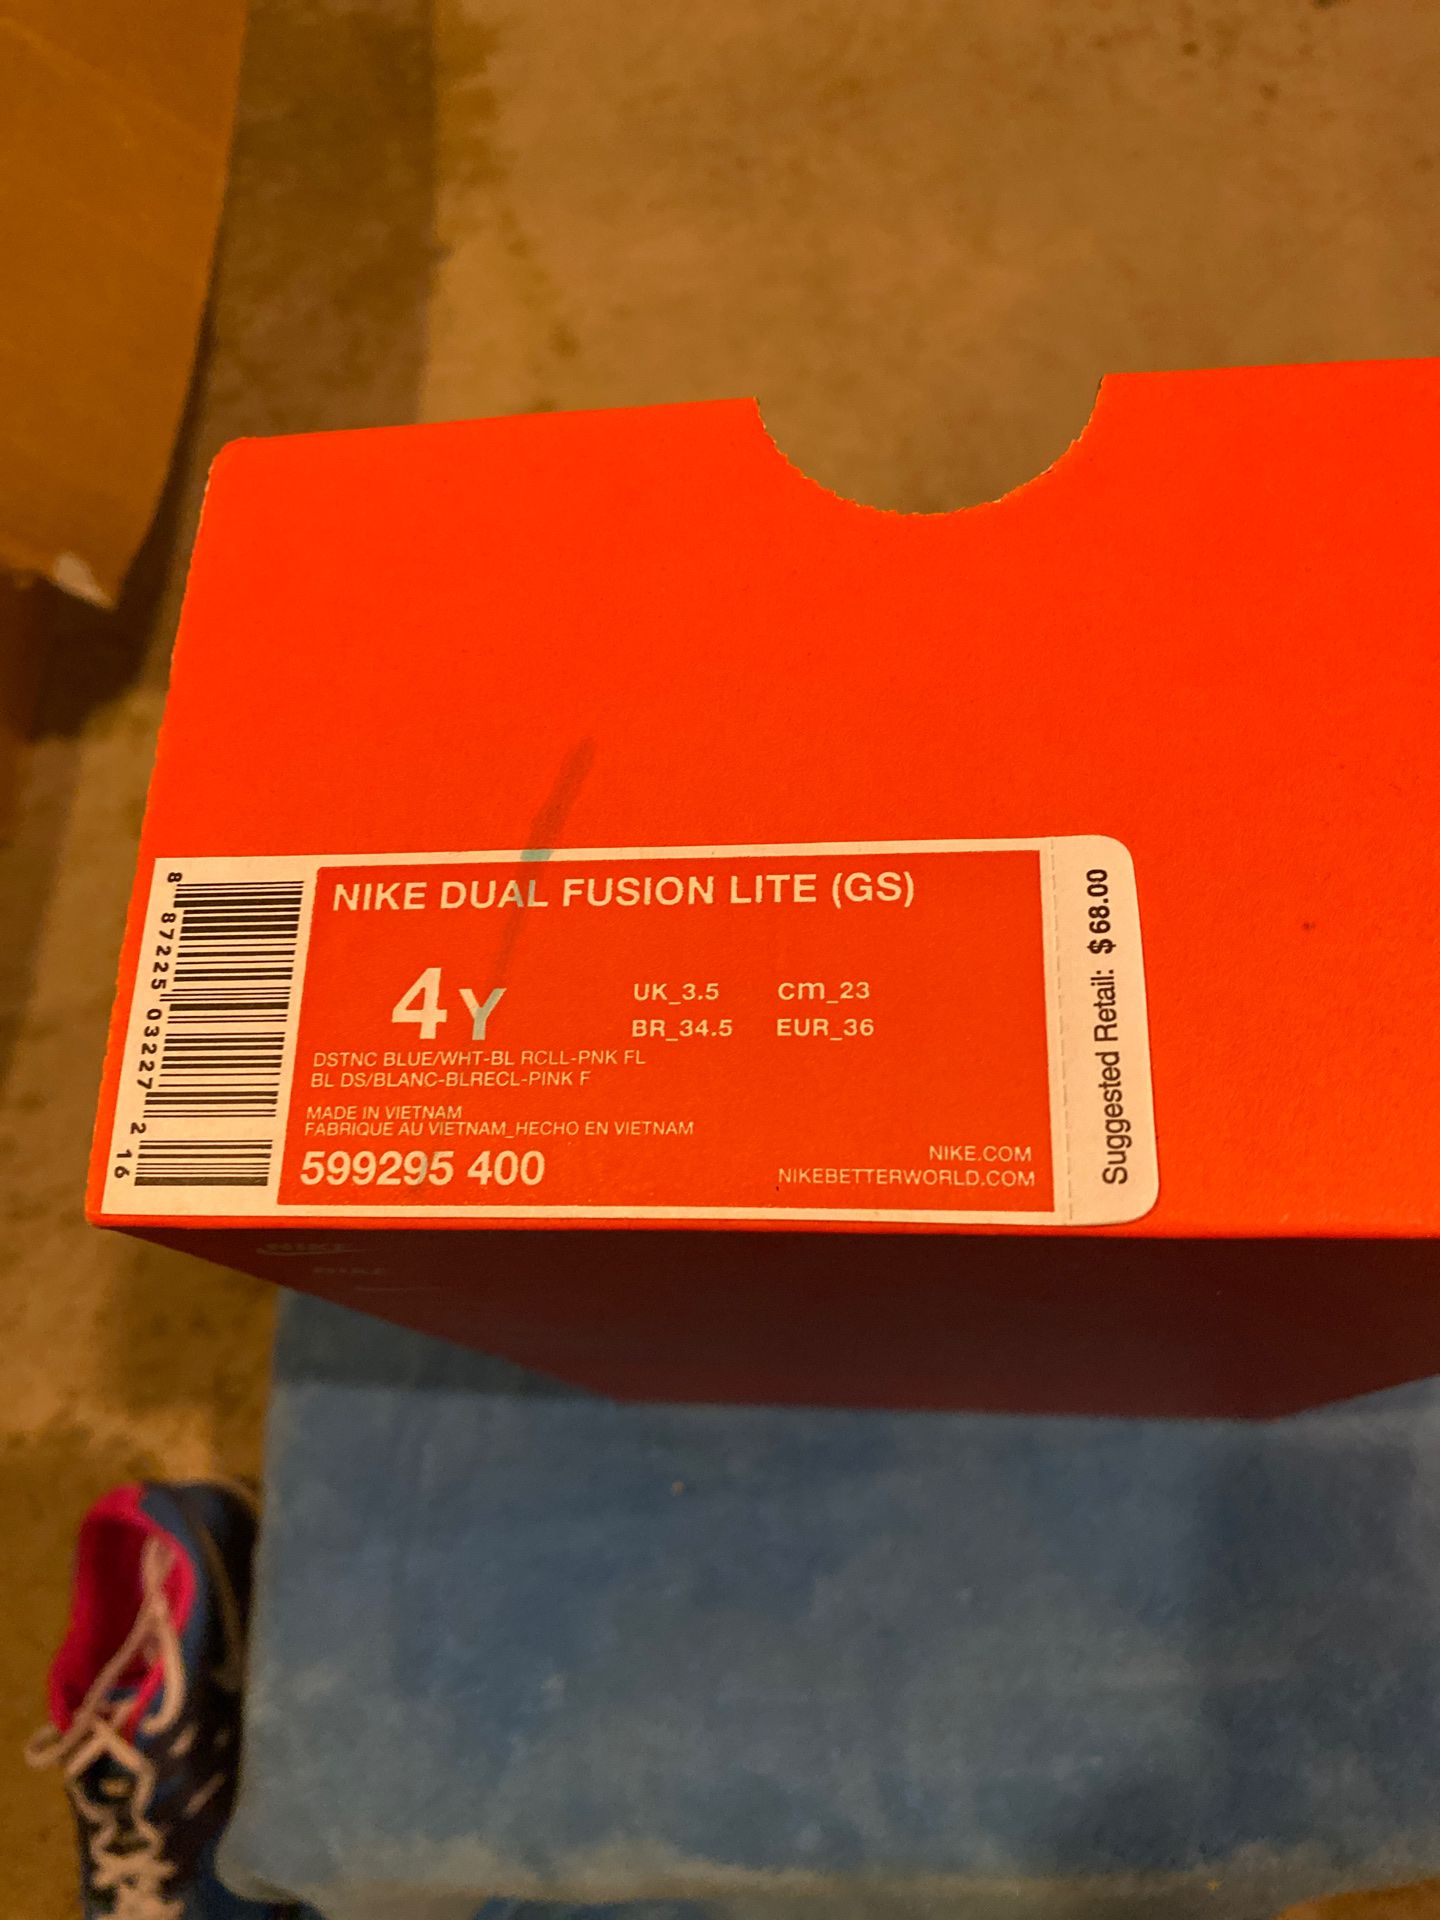 NIKE DUAL FUSION LITE (GS)
4Y
UK_3.5 cm_23
BR_34.5 EUR_36
DSTNC BLUE/WHT-BL RCLL-PNK FL
BL DS/BLANC-BLRECL-PINK F
MADE IN VIETNAM
FABRIQUE AU VIETNAM_HECHO EN VIETNAM
599295 400
NIKE.COM
NIKEBETTERWORLD.COM
8 87225 03227 2 16
Suggested Retail: $68.00
NIKE